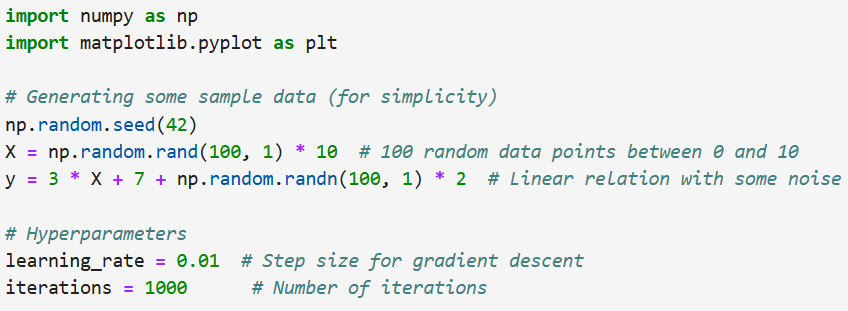 import numpy as np
import matplotlib.pyplot as plt
# Generating some sample data (for simplicity)
np.random.seed(42)
X = np.random.rand(100, 1) * 10  # 100 random data points between 0 and 10
y = 3 * X + 7 + np.random.randn(100, 1) * 2  # Linear relation with some noise
# Hyperparameters
learning_rate = 0.01  # Step size for gradient descent
iterations = 1000      # Number of iterations